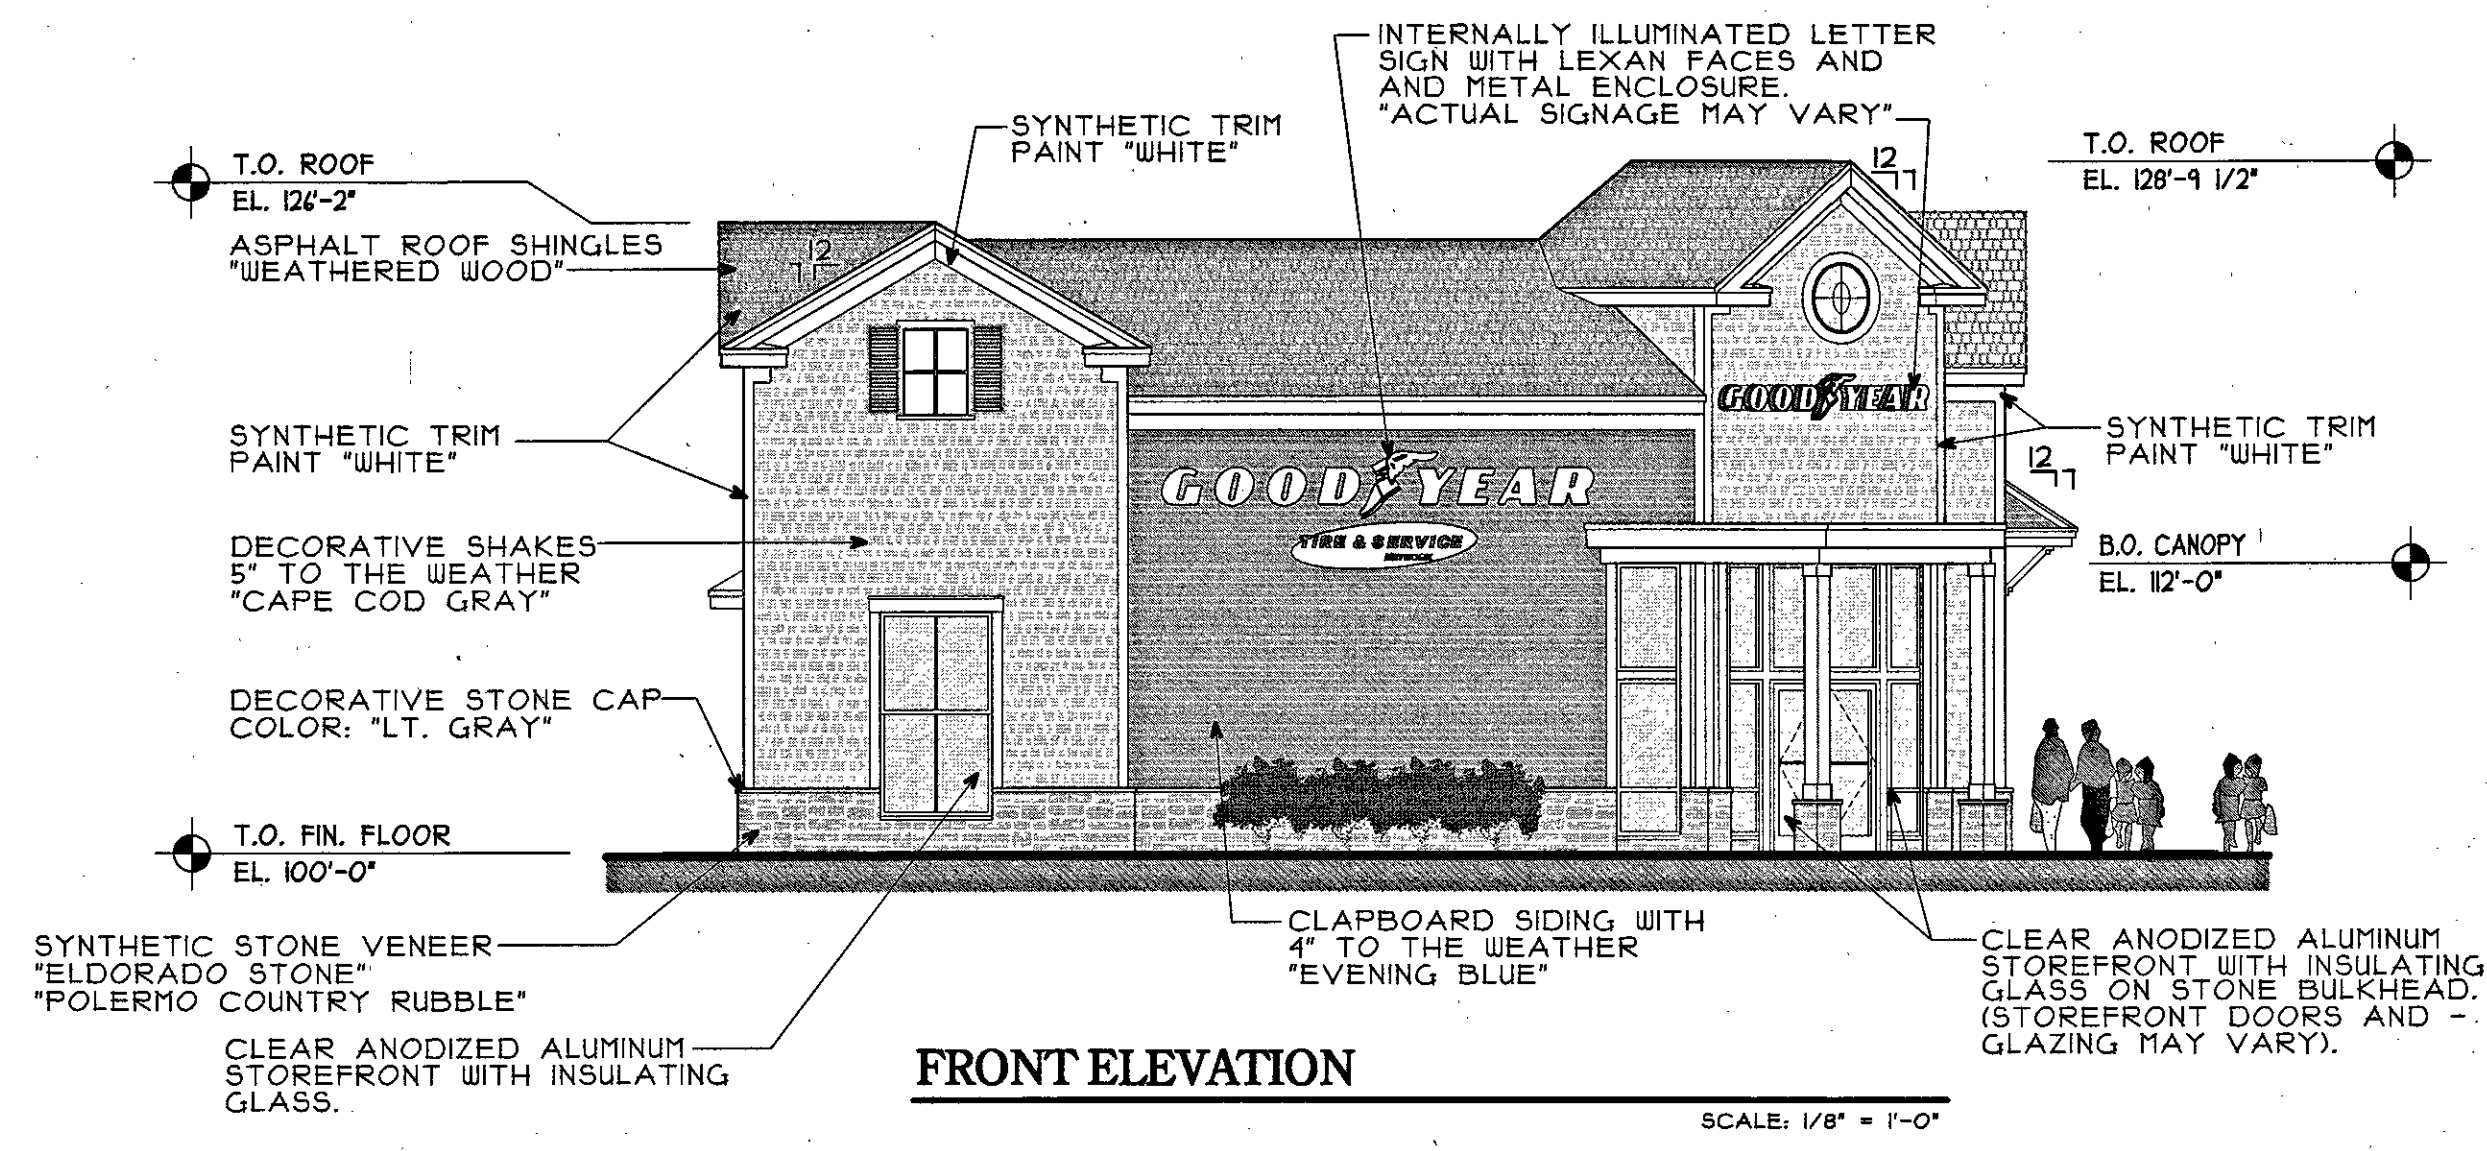 INTERNALLY ILLUMINATED LETTER
SIGN WITH LEXAN FACES AND
AND METAL ENCLOSURE.
"ACTUAL SIGNAGE MAY VARY"
SYNTHETIC TRIM
PAINT "WHITE"
T.O. ROOF
EL. 126'-2"
T.O. ROOF
EL. 128'-9 1/2"
ASPHALT ROOF SHINGLES
"WEATHERED WOOD"
12
7
12
7
GOODYEAR
SYNTHETIC TRIM
PAINT "WHITE"
SYNTHETIC TRIM
PAINT "WHITE"
12
7
GOODYEAR
TIRE & SERVICE
DECORATIVE SHAKES
5" TO THE WEATHER
"CAPE COD GRAY"
B.O. CANOPY
EL. 112'-0"
DECORATIVE STONE CAP
COLOR: "LT. GRAY"
T.O. FIN. FLOOR
EL. 100'-0"
SYNTHETIC STONE VENEER
"ELDORADO STONE"
"POLERMO COUNTRY RUBBLE"
CLAPBOARD SIDING WITH
4" TO THE WEATHER
"EVENING BLUE"
CLEAR ANODIZED ALUMINUM
STOREFRONT WITH INSULATING
GLASS ON STONE BULKHEAD.
(STOREFRONT DOORS AND -
GLAZING MAY VARY).
CLEAR ANODIZED ALUMINUM
STOREFRONT WITH INSULATING
GLASS.
FRONT ELEVATION
SCALE: 1/8" = 1'-0"